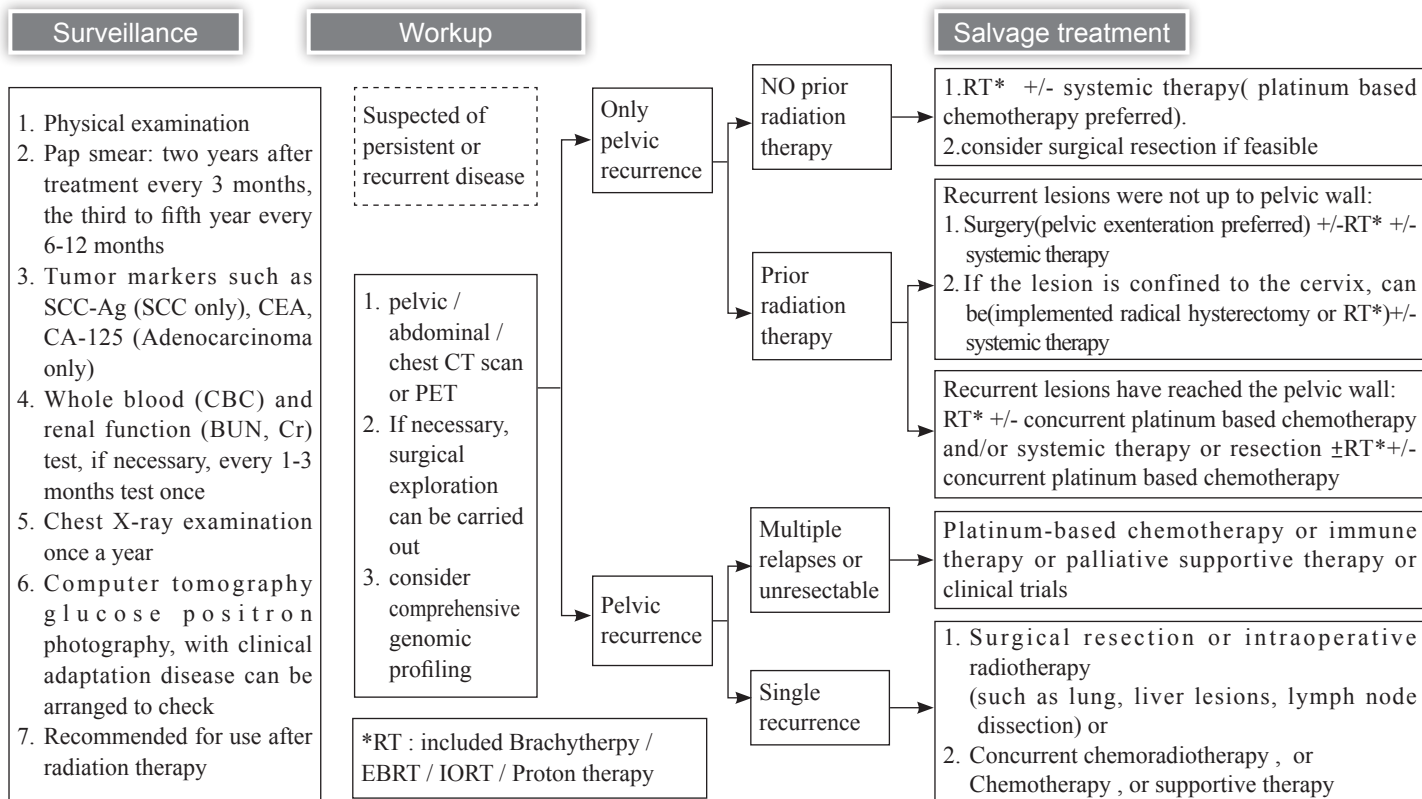 Surveillance
Workup
Salvage treatment
1. Physical examination
2. Pap smear: two years after
treatment every 3 months,
the third to fifth year every
6-12 months
3. Tumor markers such as
SCC-Ag (SCC only), CEA,
CA-125 (Adenocarcinoma
only)
4. Whole blood (CBC) and
renal function (BUN, Cr)
test, if necessary, every 1-3
months test once
5. Chest X-ray examination
once a year
6. Computer tomography
glucose positron
photography, with clinical
adaptation disease can be
arranged to check
7. Recommended for use after
radiation therapy
Suspected of
persistent or
recurrent disease
1. pelvic /
abdominal /
chest CT scan
or PET
2. If necessary,
surgical
exploration
can be carried
out
3. consider
comprehensive
genomic
profiling
*RT : included Brachytherpy /
EBRT / IORT / Proton therapy
Only
pelvic
recurrence
NO prior
radiation
therapy
1.RT* +/- systemic therapy( platinum based
chemotherapy preferred).
2.consider surgical resection if feasible
Prior
radiation
therapy
Recurrent lesions were not up to pelvic wall:
1. Surgery(pelvic exenteration preferred) +/-RT* +/-
systemic therapy
2. If the lesion is confined to the cervix, can
be(implemented radical hysterectomy or RT*)+/-
systemic therapy
Recurrent lesions have reached the pelvic wall:
RT* +/- concurrent platinum based chemotherapy
and/or systemic therapy or resection ±RT*+/-
concurrent platinum based chemotherapy
Pelvic
recurrence
Multiple
relapses or
unresectable
Platinum-based chemotherapy or immune
therapy or palliative supportive therapy or
clinical trials
Single
recurrence
1. Surgical resection or intraoperative
radiotherapy
(such as lung, liver lesions, lymph node
dissection) or
2. Concurrent chemoradiotherapy , or
Chemotherapy , or supportive therapy